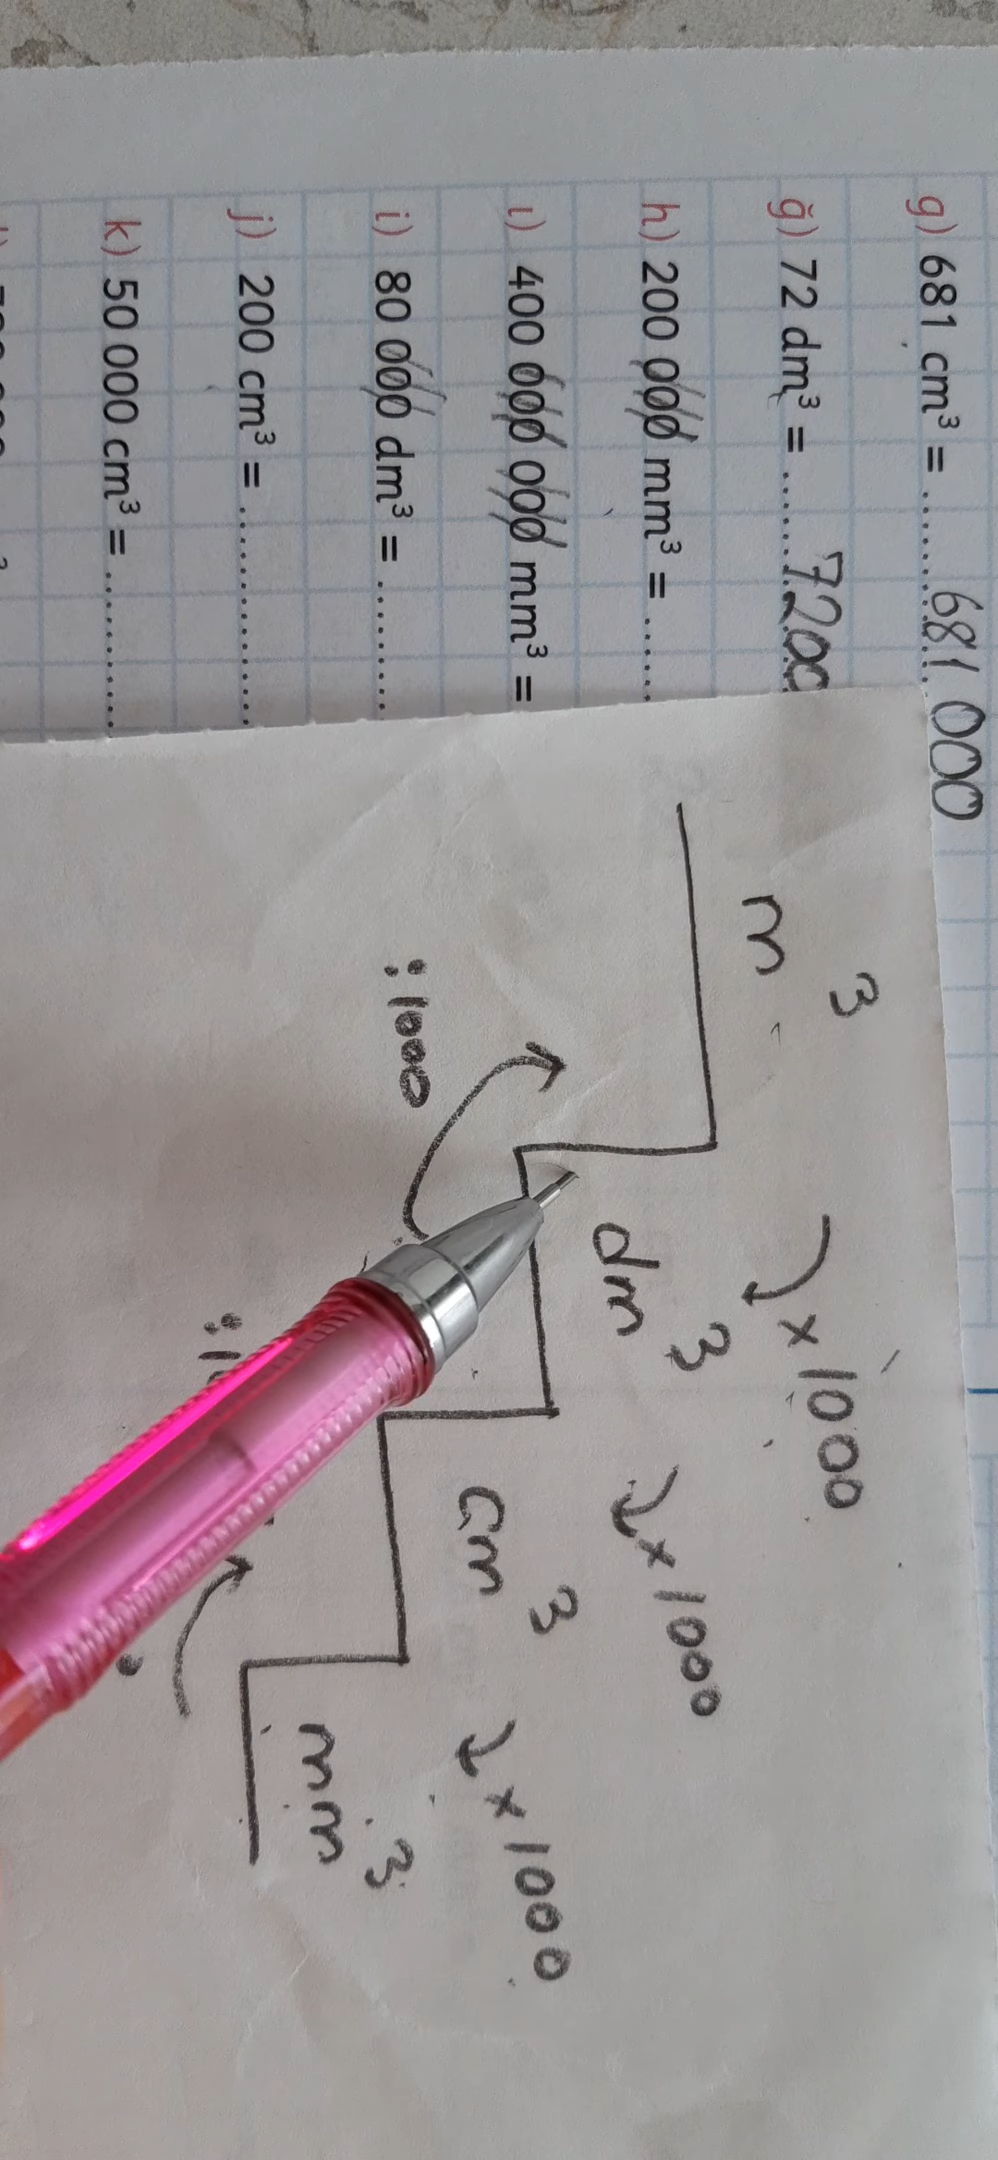 g) 681 cm³ = ........ 681 000
ğ) 72 dm³ = ....... 7200
h) 200 000 mm³ = ......
ı) 400 000 000 mm³ =
i) 80 000 dm³ = .........
j) 200 cm³ = ...............
k) 50 000 cm³ = ............
m³
x 1000
dm³
x 1000
cm³
x 1000
mm³
:1000